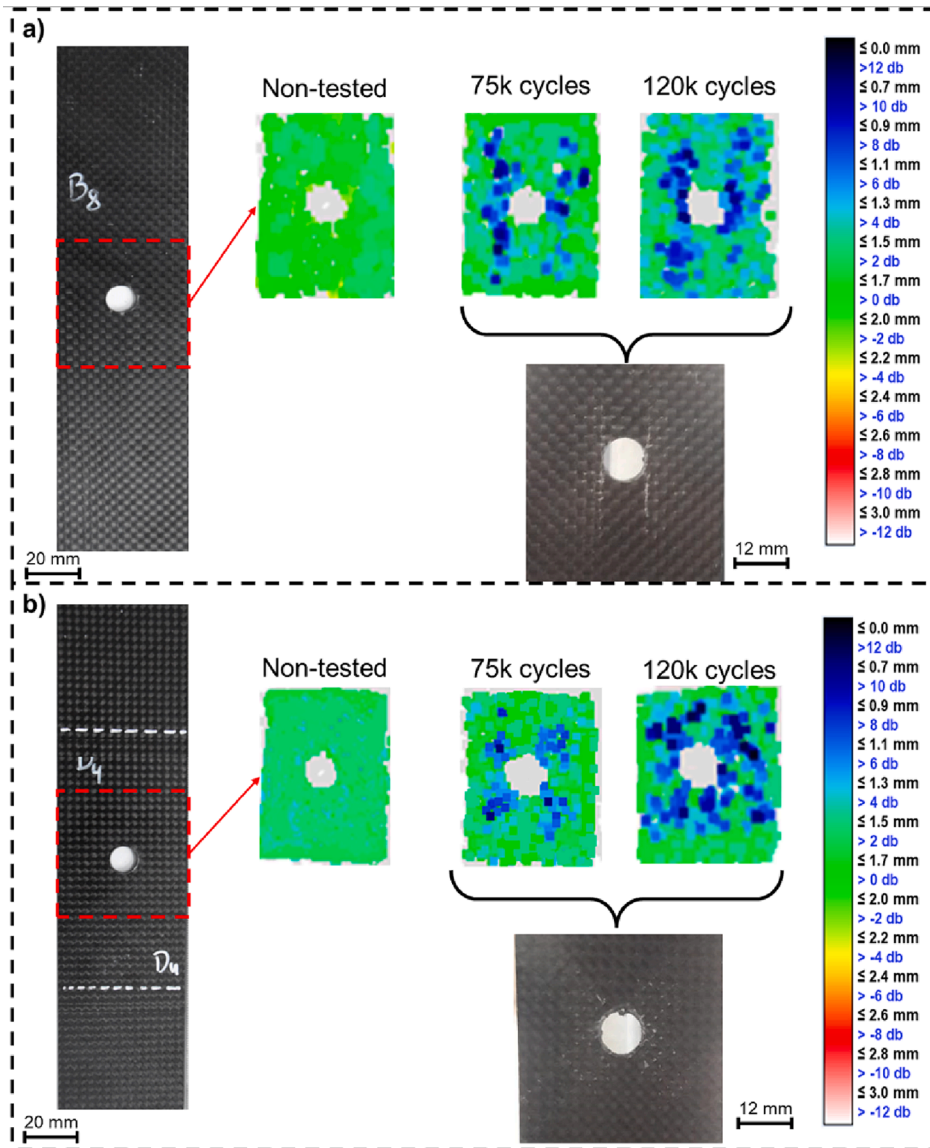 a)
Non-tested
75k cycles
120k cycles
B8
20 mm
12 mm
≤ 0.0 mm
>12 db
≤ 0.7 mm
> 10 db
≤ 0.9 mm
> 8 db
≤ 1.1 mm
> 6 db
≤ 1.3 mm
> 4 db
≤ 1.5 mm
> 2 db
≤ 1.7 mm
> 0 db
≤ 2.0 mm
> -2 db
≤ 2.2 mm
> -4 db
≤ 2.4 mm
> -6 db
≤ 2.6 mm
> -8 db
≤ 2.8 mm
> -10 db
≤ 3.0 mm
> -12 db
b)
Non-tested
75k cycles
120k cycles
D4
D4
20 mm
12 mm
≤ 0.0 mm
>12 db
≤ 0.7 mm
> 10 db
≤ 0.9 mm
> 8 db
≤ 1.1 mm
> 6 db
≤ 1.3 mm
> 4 db
≤ 1.5 mm
> 2 db
≤ 1.7 mm
> 0 db
≤ 2.0 mm
> -2 db
≤ 2.2 mm
> -4 db
≤ 2.4 mm
> -6 db
≤ 2.6 mm
> -8 db
≤ 2.8 mm
> -10 db
≤ 3.0 mm
> -12 db